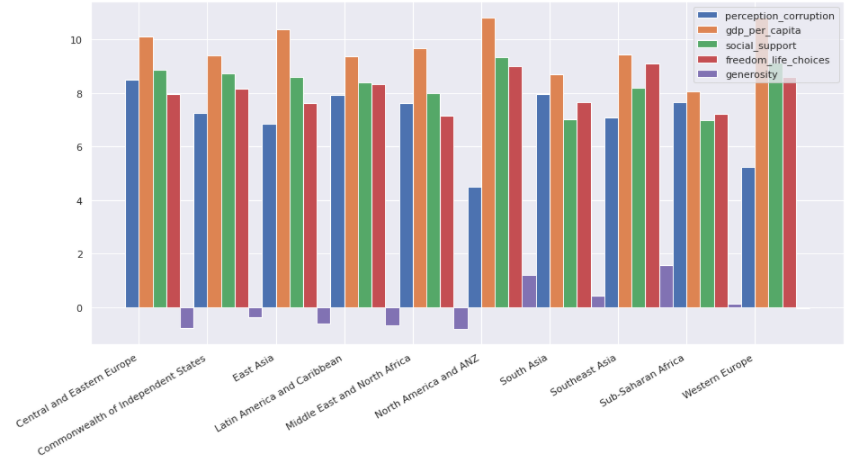 perception_corruption
gdp_per_capita
social_support
freedom_life_choices
generosity
10
8
6
4
2
0
Central and Eastern Europe
Commonwealth of Independent States
East Asia
Latin America and Caribbean
Middle East and North Africa
North America and ANZ
South Asia
Southeast Asia
Sub-Saharan Africa
Western Europe